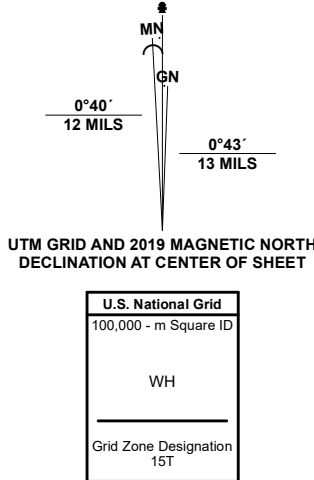 MN
GN
0°40´
12 MILS
0°43´
13 MILS
UTM GRID AND 2019 MAGNETIC NORTH
DECLINATION AT CENTER OF SHEET
U.S. National Grid
100,000 - m Square ID
WH
Grid Zone Designation
15T